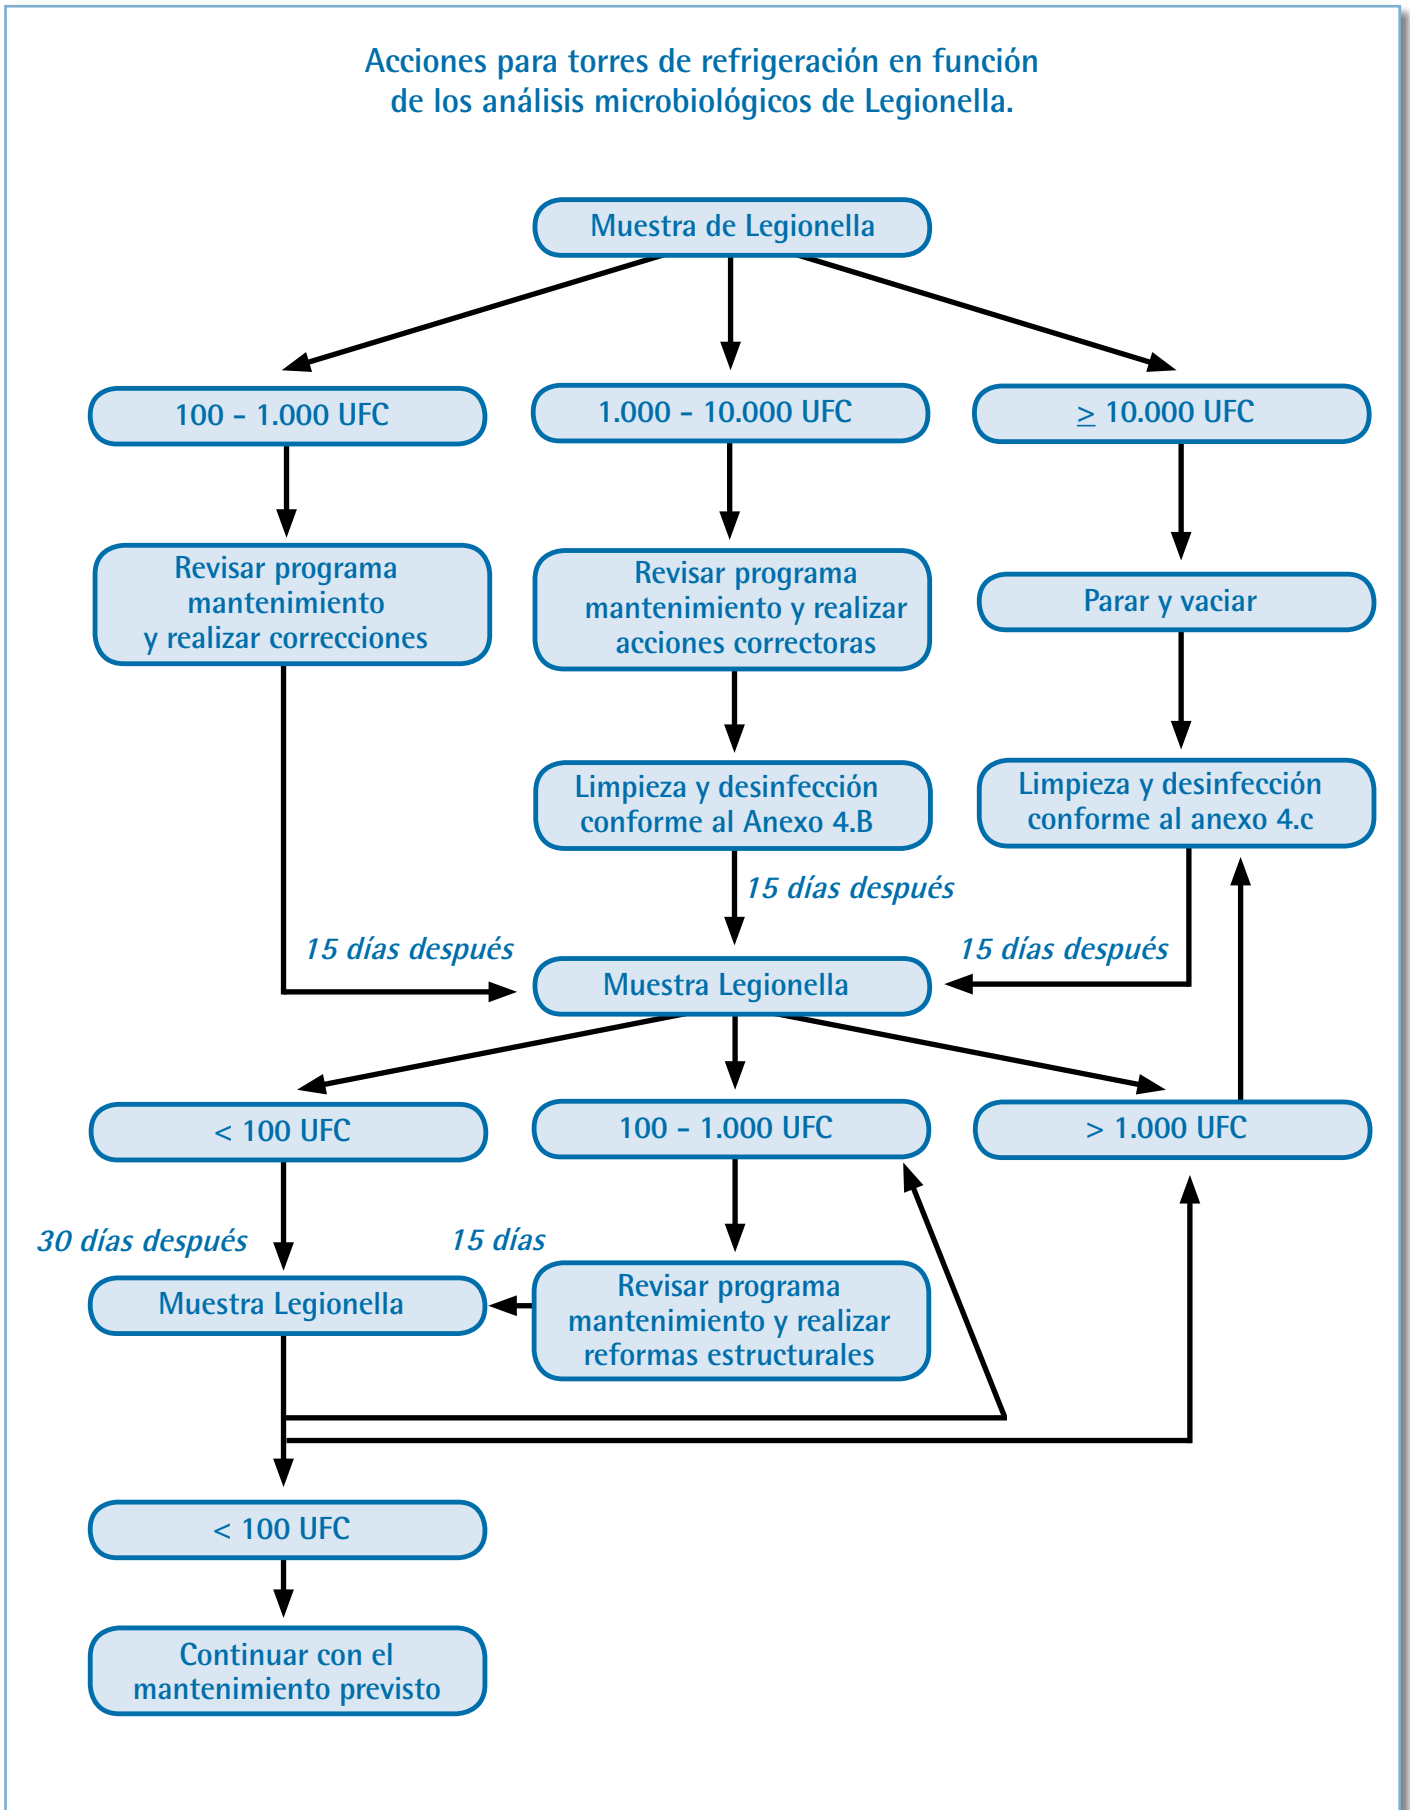 Acciones para torres de refrigeración en función
de los análisis microbiológicos de Legionella.
Muestra de Legionella
100 - 1.000 UFC
1.000 - 10.000 UFC
≥ 10.000 UFC
Revisar programa
mantenimiento
y realizar correcciones
Revisar programa
mantenimiento y realizar
acciones correctoras
Parar y vaciar
Limpieza y desinfección
conforme al Anexo 4.B
Limpieza y desinfección
conforme al anexo 4.c
15 días después
15 días después
15 días después
Muestra Legionella
< 100 UFC
100 - 1.000 UFC
> 1.000 UFC
30 días después
15 días
Muestra Legionella
Revisar programa
mantenimiento y realizar
reformas estructurales
< 100 UFC
Continuar con el
mantenimiento previsto